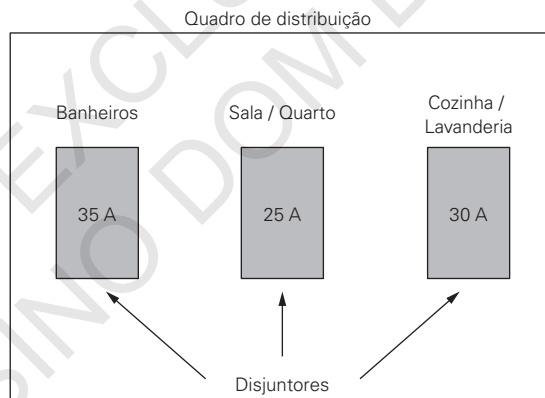 Quadro de distribuição
Banheiros
Sala / Quarto
Cozinha /
Lavanderia
35 A
25 A
30 A
Disjuntores